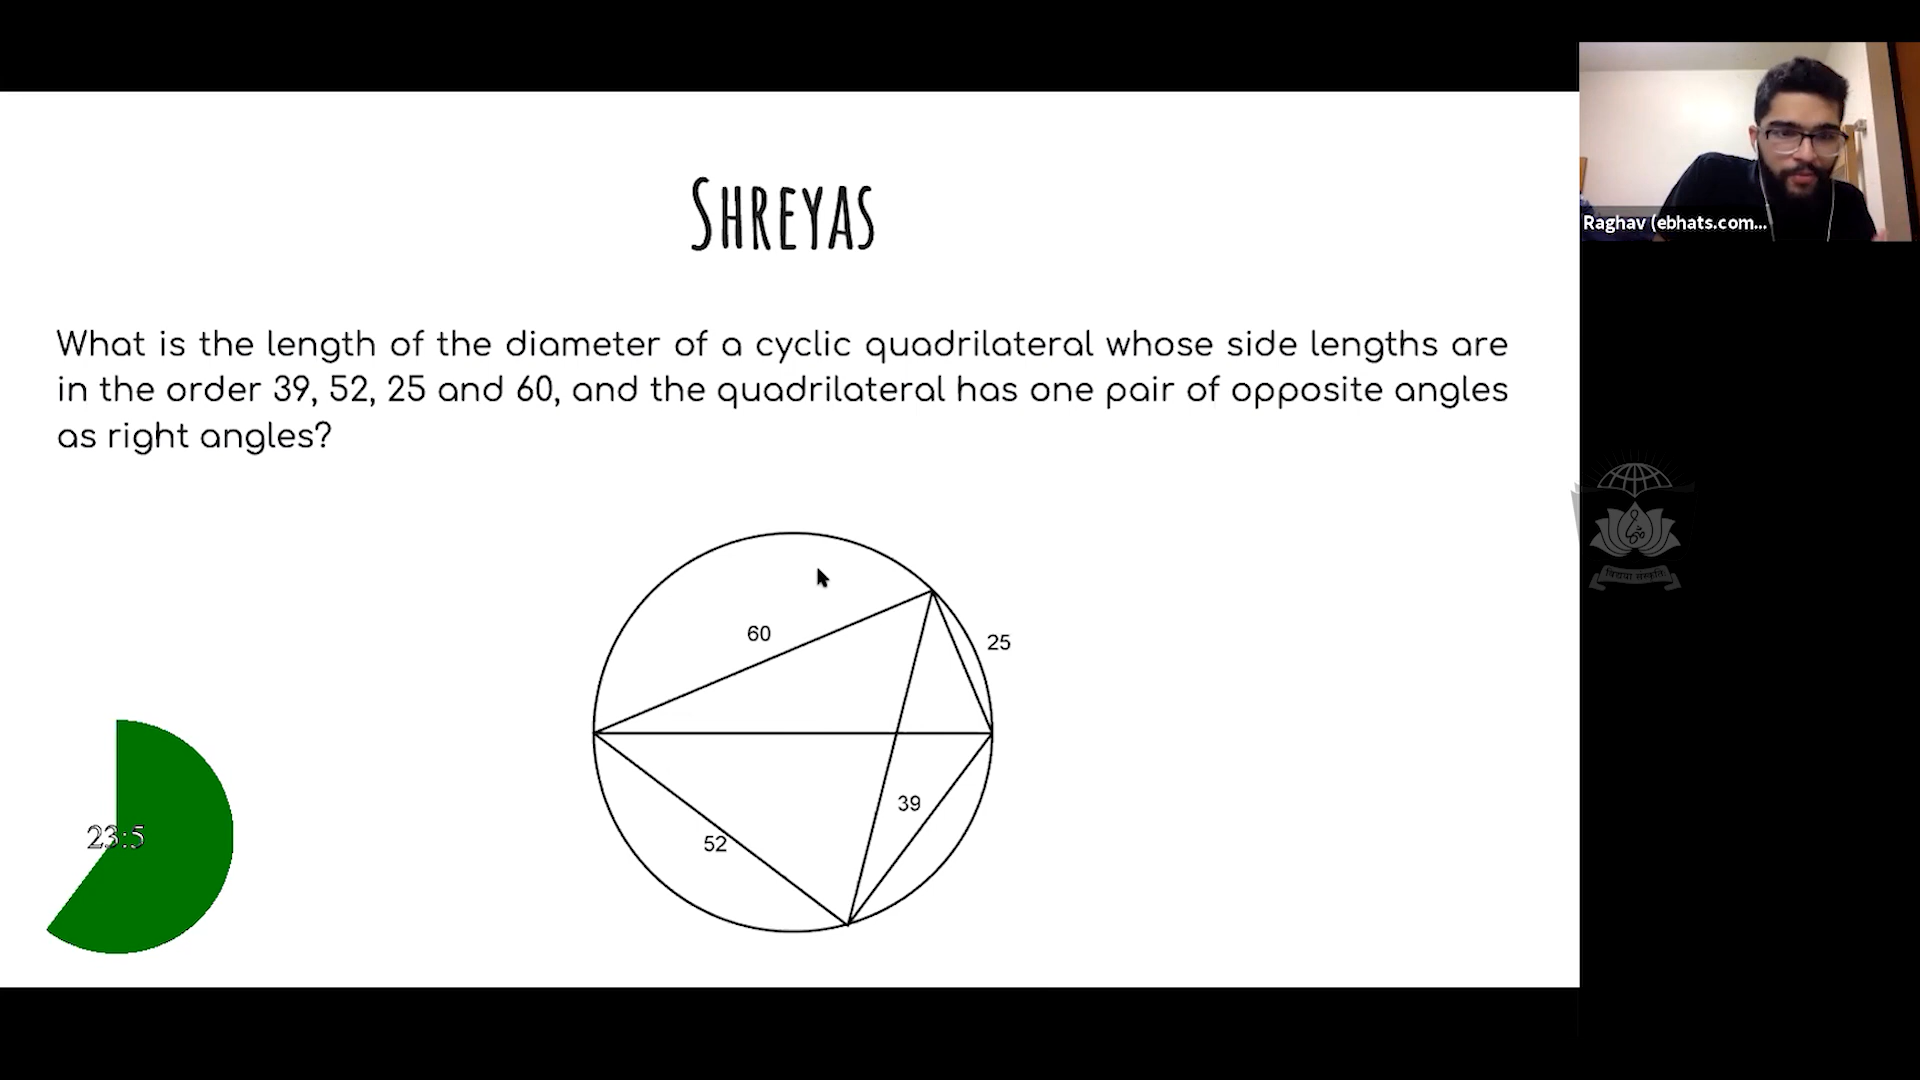 SHREYAS
What is the length of the diameter of a cyclic quadrilateral whose side lengths are
in the order 39, 52, 25 and 60, and the quadrilateral has one pair of opposite angles
as right angles?
60
25
39
52
23:5
Raghav (ebhats.com...
विद्यया संस्कृतिः